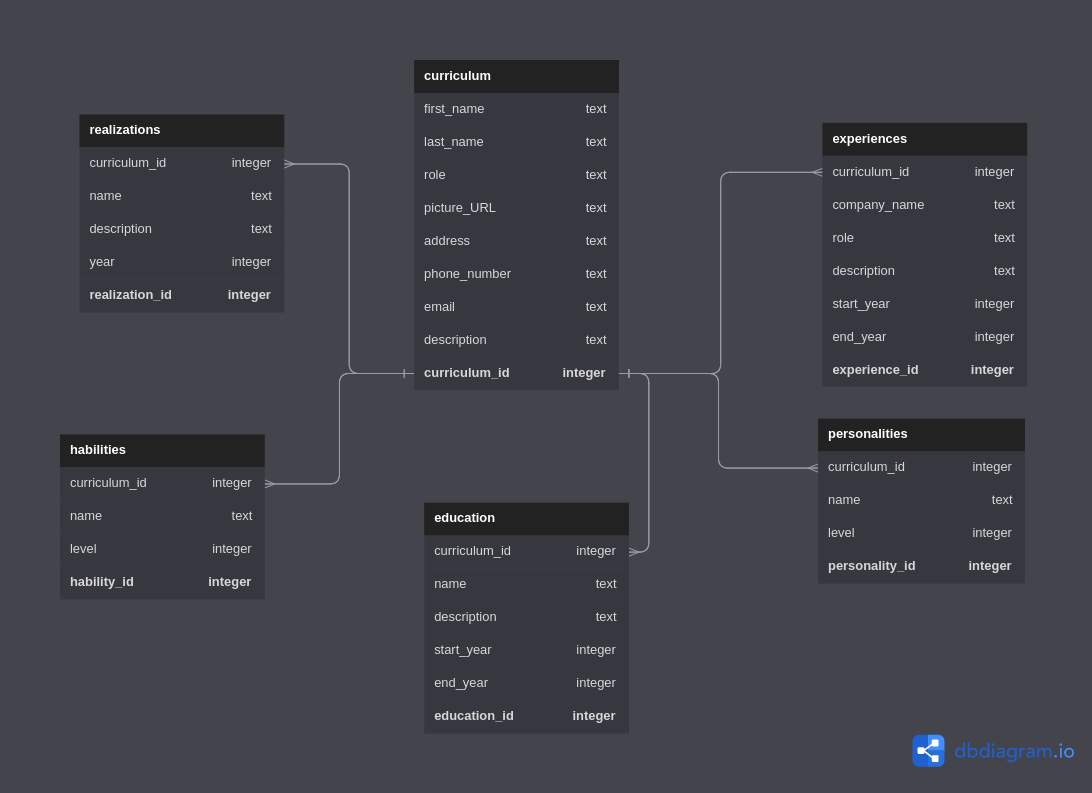 curriculum
first_name text
last_name text
role text
picture_URL text
address text
phone_number text
email text
description text
curriculum_id integer
realizations
curriculum_id integer
name text
description text
year integer
realization_id integer
experiences
curriculum_id integer
company_name text
role text
description text
start_year integer
end_year integer
experience_id integer
habilities
curriculum_id integer
name text
level integer
hability_id integer
education
curriculum_id integer
name text
description text
start_year integer
end_year integer
education_id integer
personalities
curriculum_id integer
name text
level integer
personality_id integer
dbdiagram.io